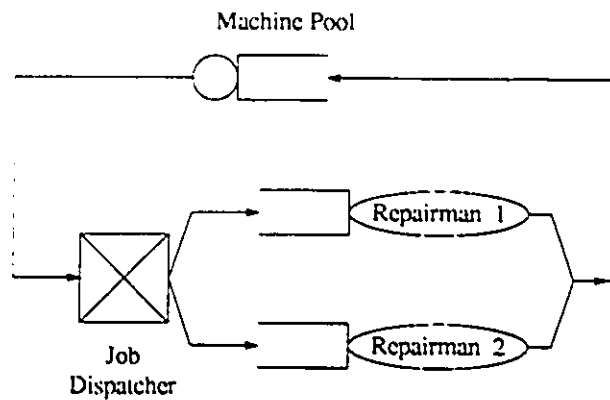 Machine Pool
Repairman 1
Repairman 2
Job
Dispatcher